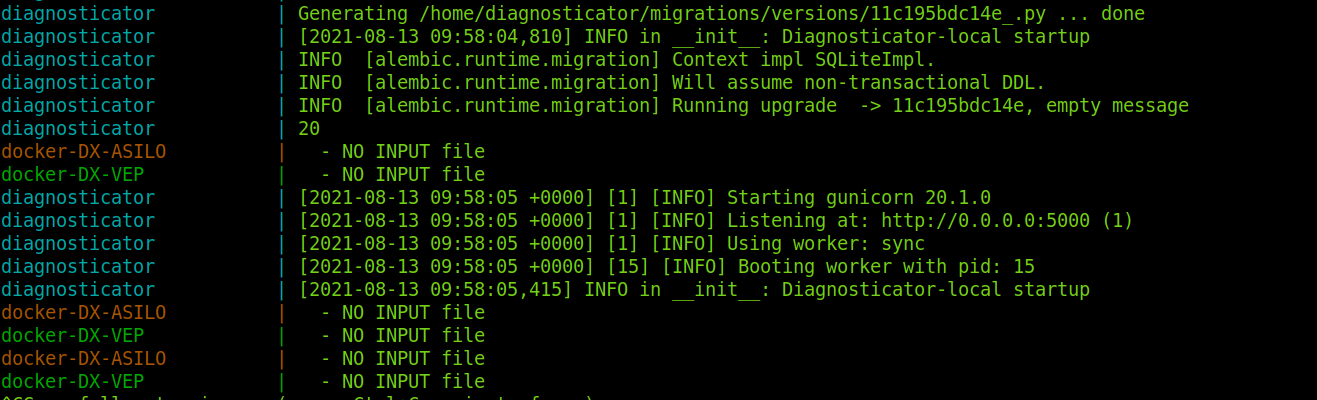 diagnosticator | Generating /home/diagnosticator/migrations/versions/11c195bdc14e_.py ... done
diagnosticator | [2021-08-13 09:58:04,810] INFO in __init__: Diagnosticator-local startup
diagnosticator | INFO  [alembic.runtime.migration] Context impl SQLiteImpl.
diagnosticator | INFO  [alembic.runtime.migration] Will assume non-transactional DDL.
diagnosticator | INFO  [alembic.runtime.migration] Running upgrade  -> 11c195bdc14e, empty message
diagnosticator | 20
docker-DX-ASILO |   - NO INPUT file
docker-DX-VEP |   - NO INPUT file
diagnosticator | [2021-08-13 09:58:05 +0000] [1] [INFO] Starting gunicorn 20.1.0
diagnosticator | [2021-08-13 09:58:05 +0000] [1] [INFO] Listening at: http://0.0.0.0:5000 (1)
diagnosticator | [2021-08-13 09:58:05 +0000] [1] [INFO] Using worker: sync
diagnosticator | [2021-08-13 09:58:05 +0000] [15] [INFO] Booting worker with pid: 15
diagnosticator | [2021-08-13 09:58:05,415] INFO in __init__: Diagnosticator-local startup
docker-DX-ASILO |   - NO INPUT file
docker-DX-VEP |   - NO INPUT file
docker-DX-ASILO |   - NO INPUT file
docker-DX-VEP |   - NO INPUT file